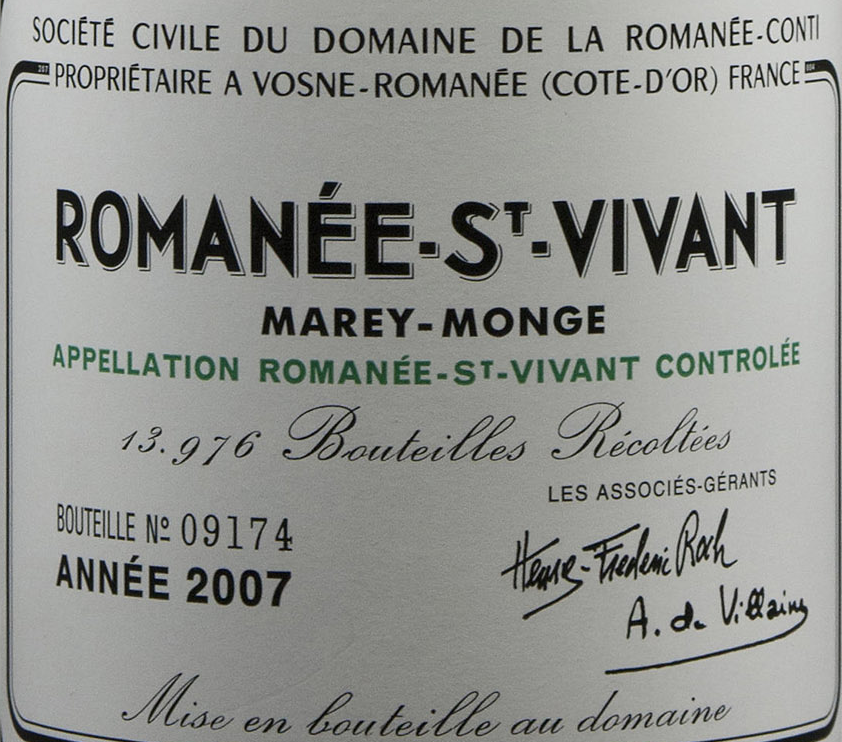 SOCIÉTÉ CIVILE DU DOMAINE DE LA ROMANÉE-CONTI
PROPRIÉTAIRE A VOSNE-ROMANÉE (COTE-D'OR) FRANCE
ROMANÉE-ST-VIVANT
MAREY-MONGE
APPELLATION ROMANÉE-ST-VIVANT CONTROLÉE
13.976 Bouteilles Récoltées
LES ASSOCIÉS-GÉRANTS
BOUTEILLE Nº 09174
ANNÉE 2007
Henry-Frederic Roch
A. de Villaine
Mise en bouteille au domaine